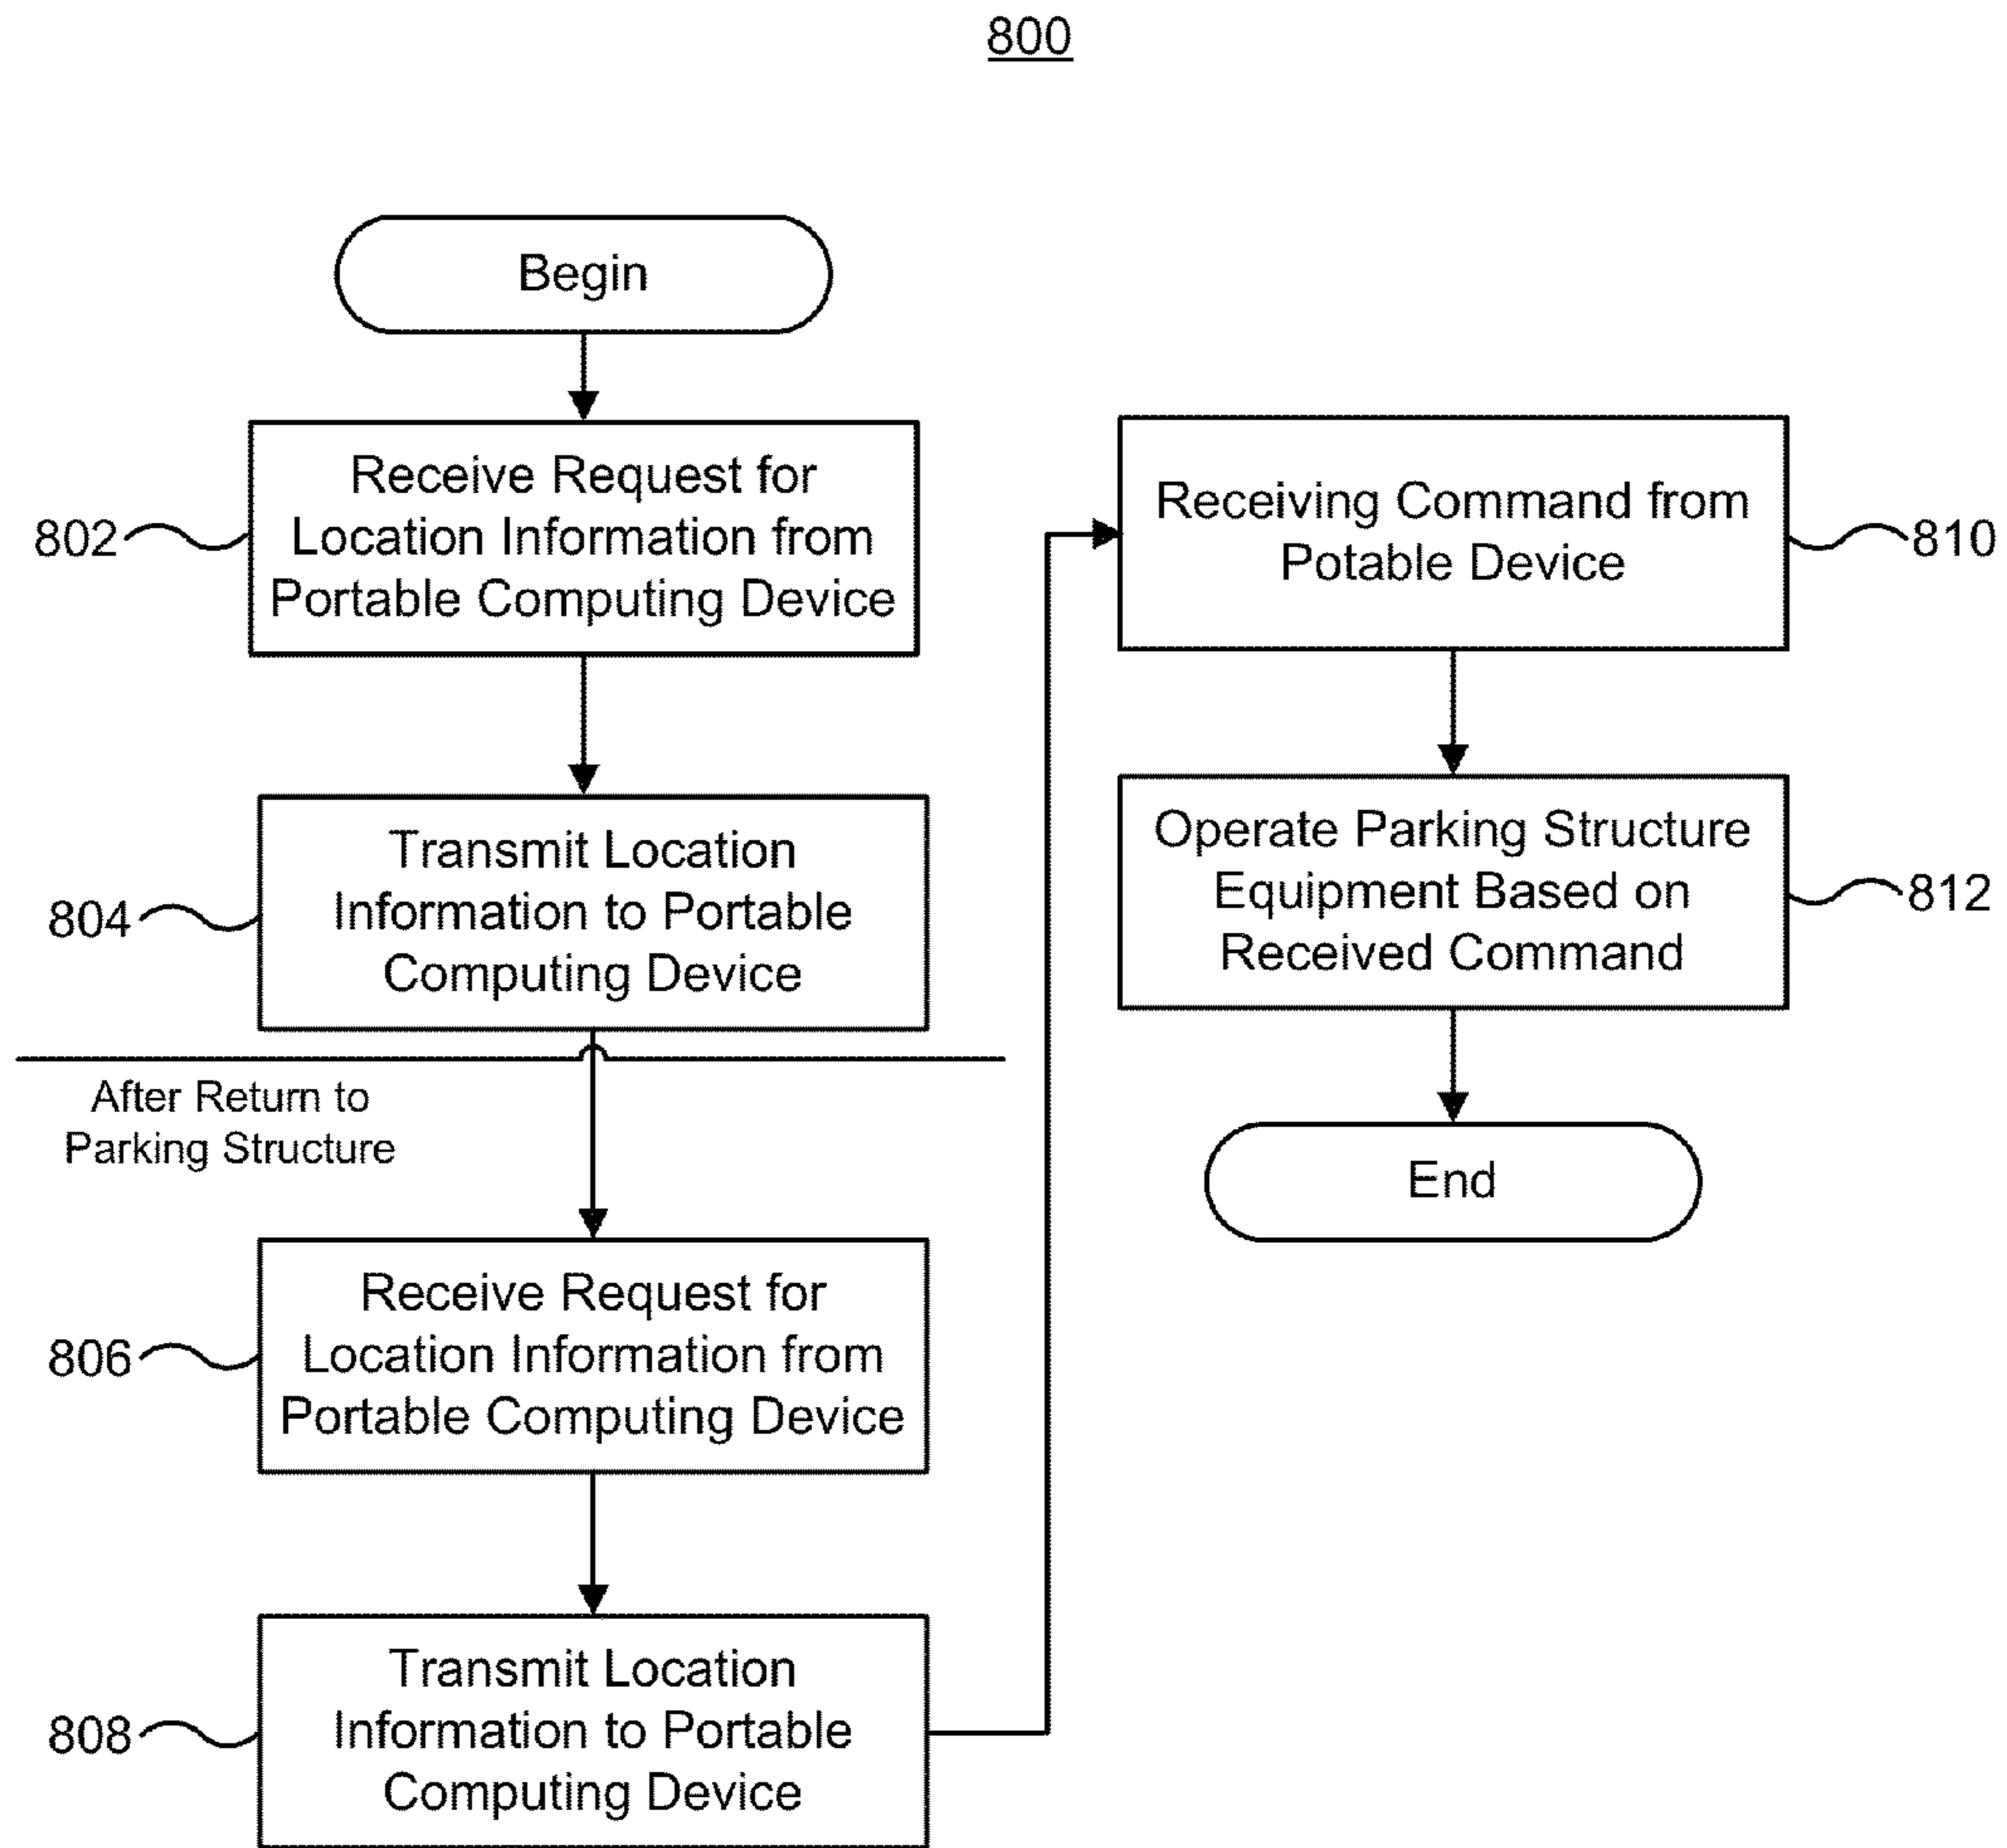 800
Begin
802
Receive Request for
Location Information from
Portable Computing Device
804
Transmit Location
Information to Portable
Computing Device
After Return to
Parking Structure
806
Receive Request for
Location Information from
Portable Computing Device
808
Transmit Location
Information to Portable
Computing Device
Receiving Command from
Potable Device
810
Operate Parking Structure
Equipment Based on
Received Command
812
End